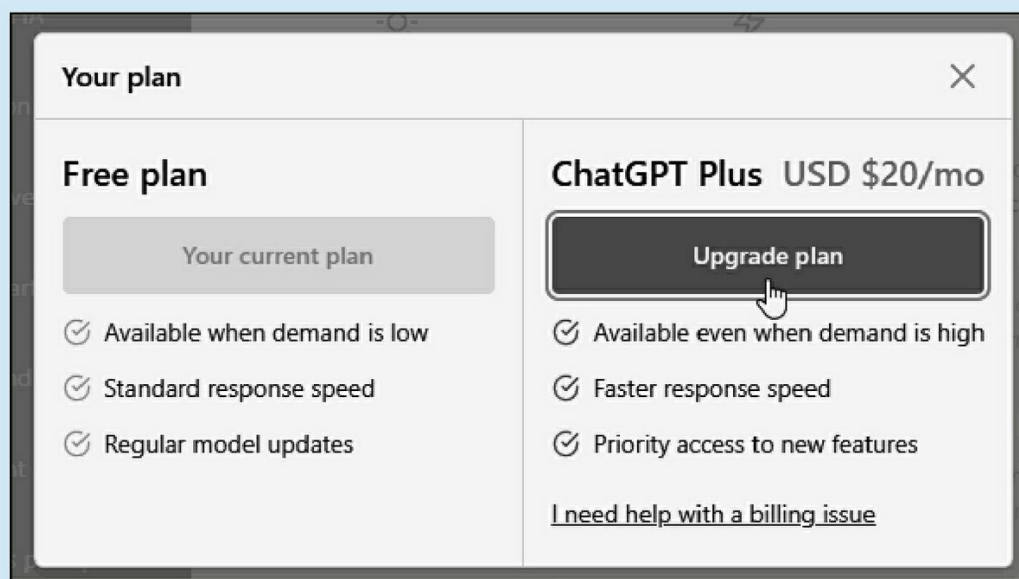 Your plan
Free plan
Your current plan
Available when demand is low
Standard response speed
Regular model updates
ChatGPT Plus USD $20/mo
Upgrade plan
Available even when demand is high
Faster response speed
Priority access to new features
I need help with a billing issue